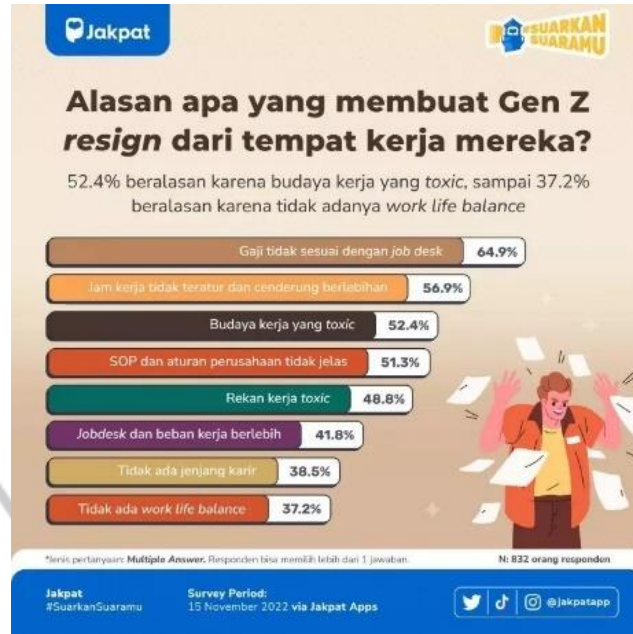 Jakpat
#SUARKAN
SUARAMU
Alasan apa yang membuat Gen Z
resign dari tempat kerja mereka?
52.4% beralasan karena budaya kerja yang toxic, sampai 37.2%
beralasan karena tidak adanya work life balance
Gaji tidak sesuai dengan job desk 64.9%
Jam kerja tidak teratur dan cenderung berlebihan 56.9%
Budaya kerja yang toxic 52.4%
SOP dan aturan perusahaan tidak jelas 51.3%
Rekan kerja toxic 48.8%
Jobdesk dan beban kerja berlebih 41.8%
Tidak ada jenjang karir 38.5%
Tidak ada work life balance 37.2%
*Jenis pertanyaan: Multiple Answer. Responden bisa memilih lebih dari 1 jawaban. N: 832 orang responden
Jakpat
#SuarkanSuaramu
Survey Period:
15 November 2022 via Jakpat Apps
@jakpatapp